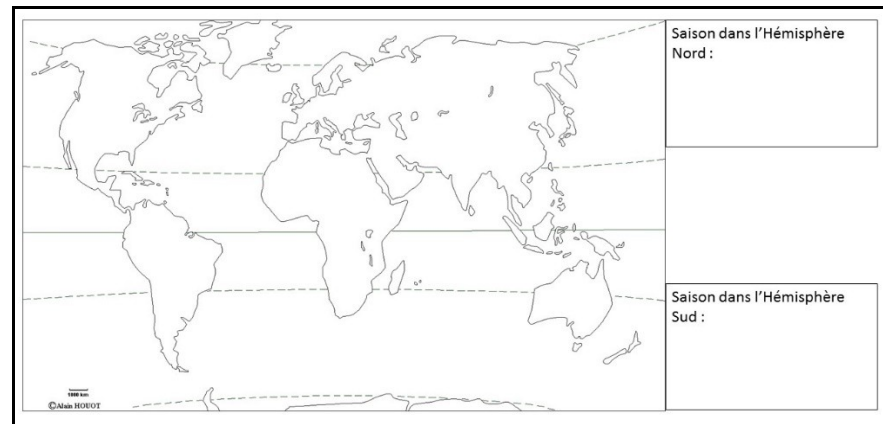 Saison dans l’Hémisphère
Nord :
Saison dans l’Hémisphère
Sud :
1000 km
©Alain HOUOT